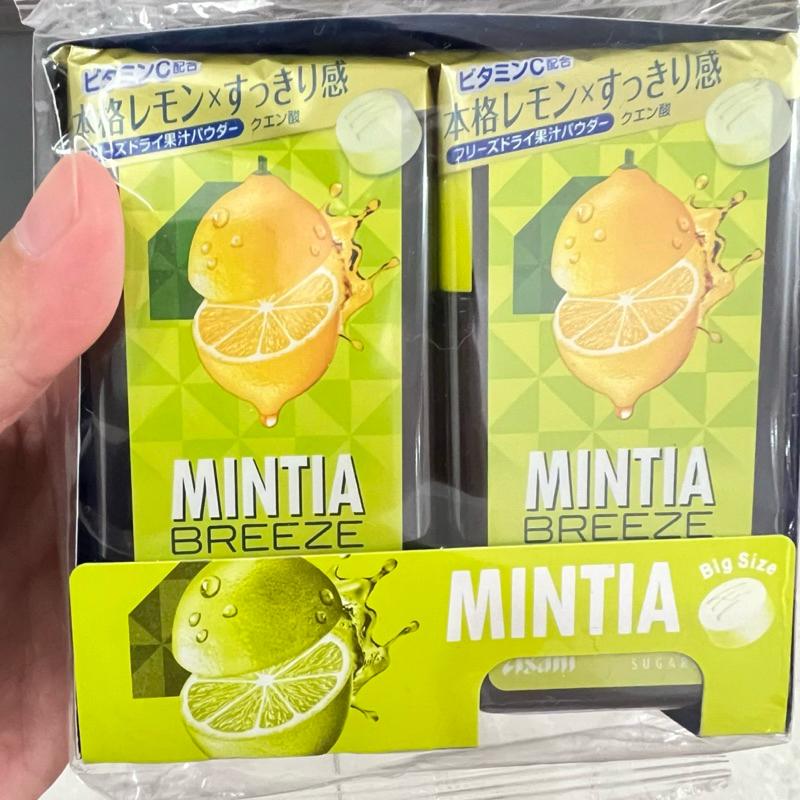 ビタミンC配合
本格レモン×すっきり感
フリーズドライ果汁パウダー クエン酸
MINTIA
BREEZE
ビタミンC配合
本格レモン×すっきり感
フリーズドライ果汁パウダー クエン酸
MINTIA
BREEZE
MINTIA
Big Size
Asahi
SUGAR